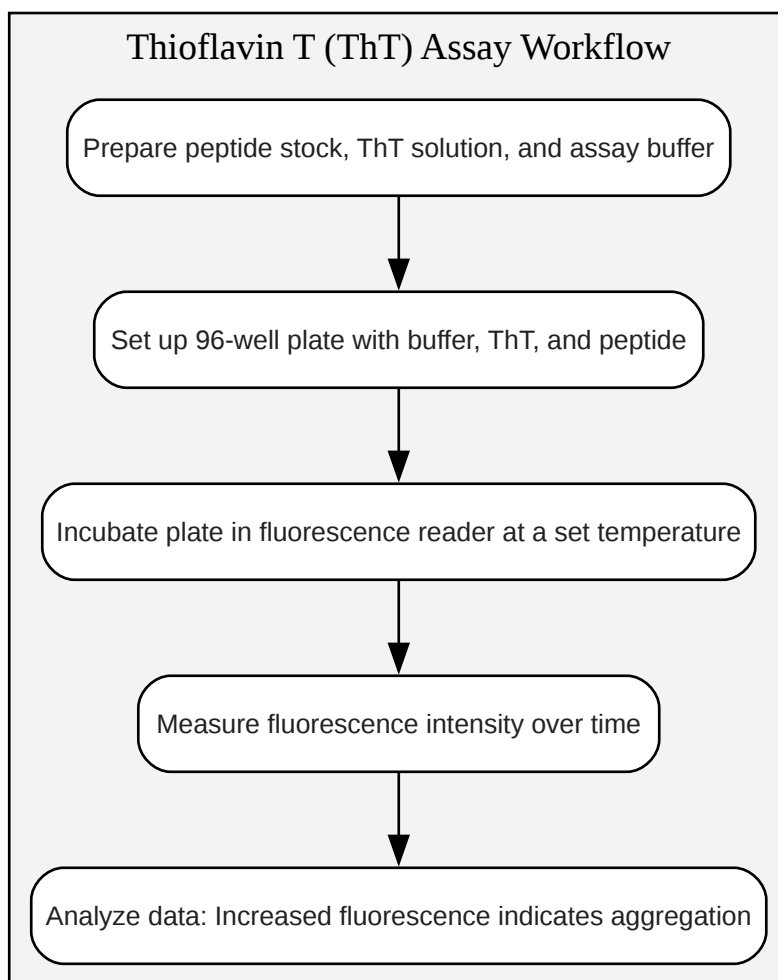 Thioflavin T (ThT) Assay Workflow
Prepare peptide stock, ThT solution, and assay buffer
Set up 96-well plate with buffer, ThT, and peptide
Incubate plate in fluorescence reader at a set temperature
Measure fluorescence intensity over time
Analyze data: Increased fluorescence indicates aggregation